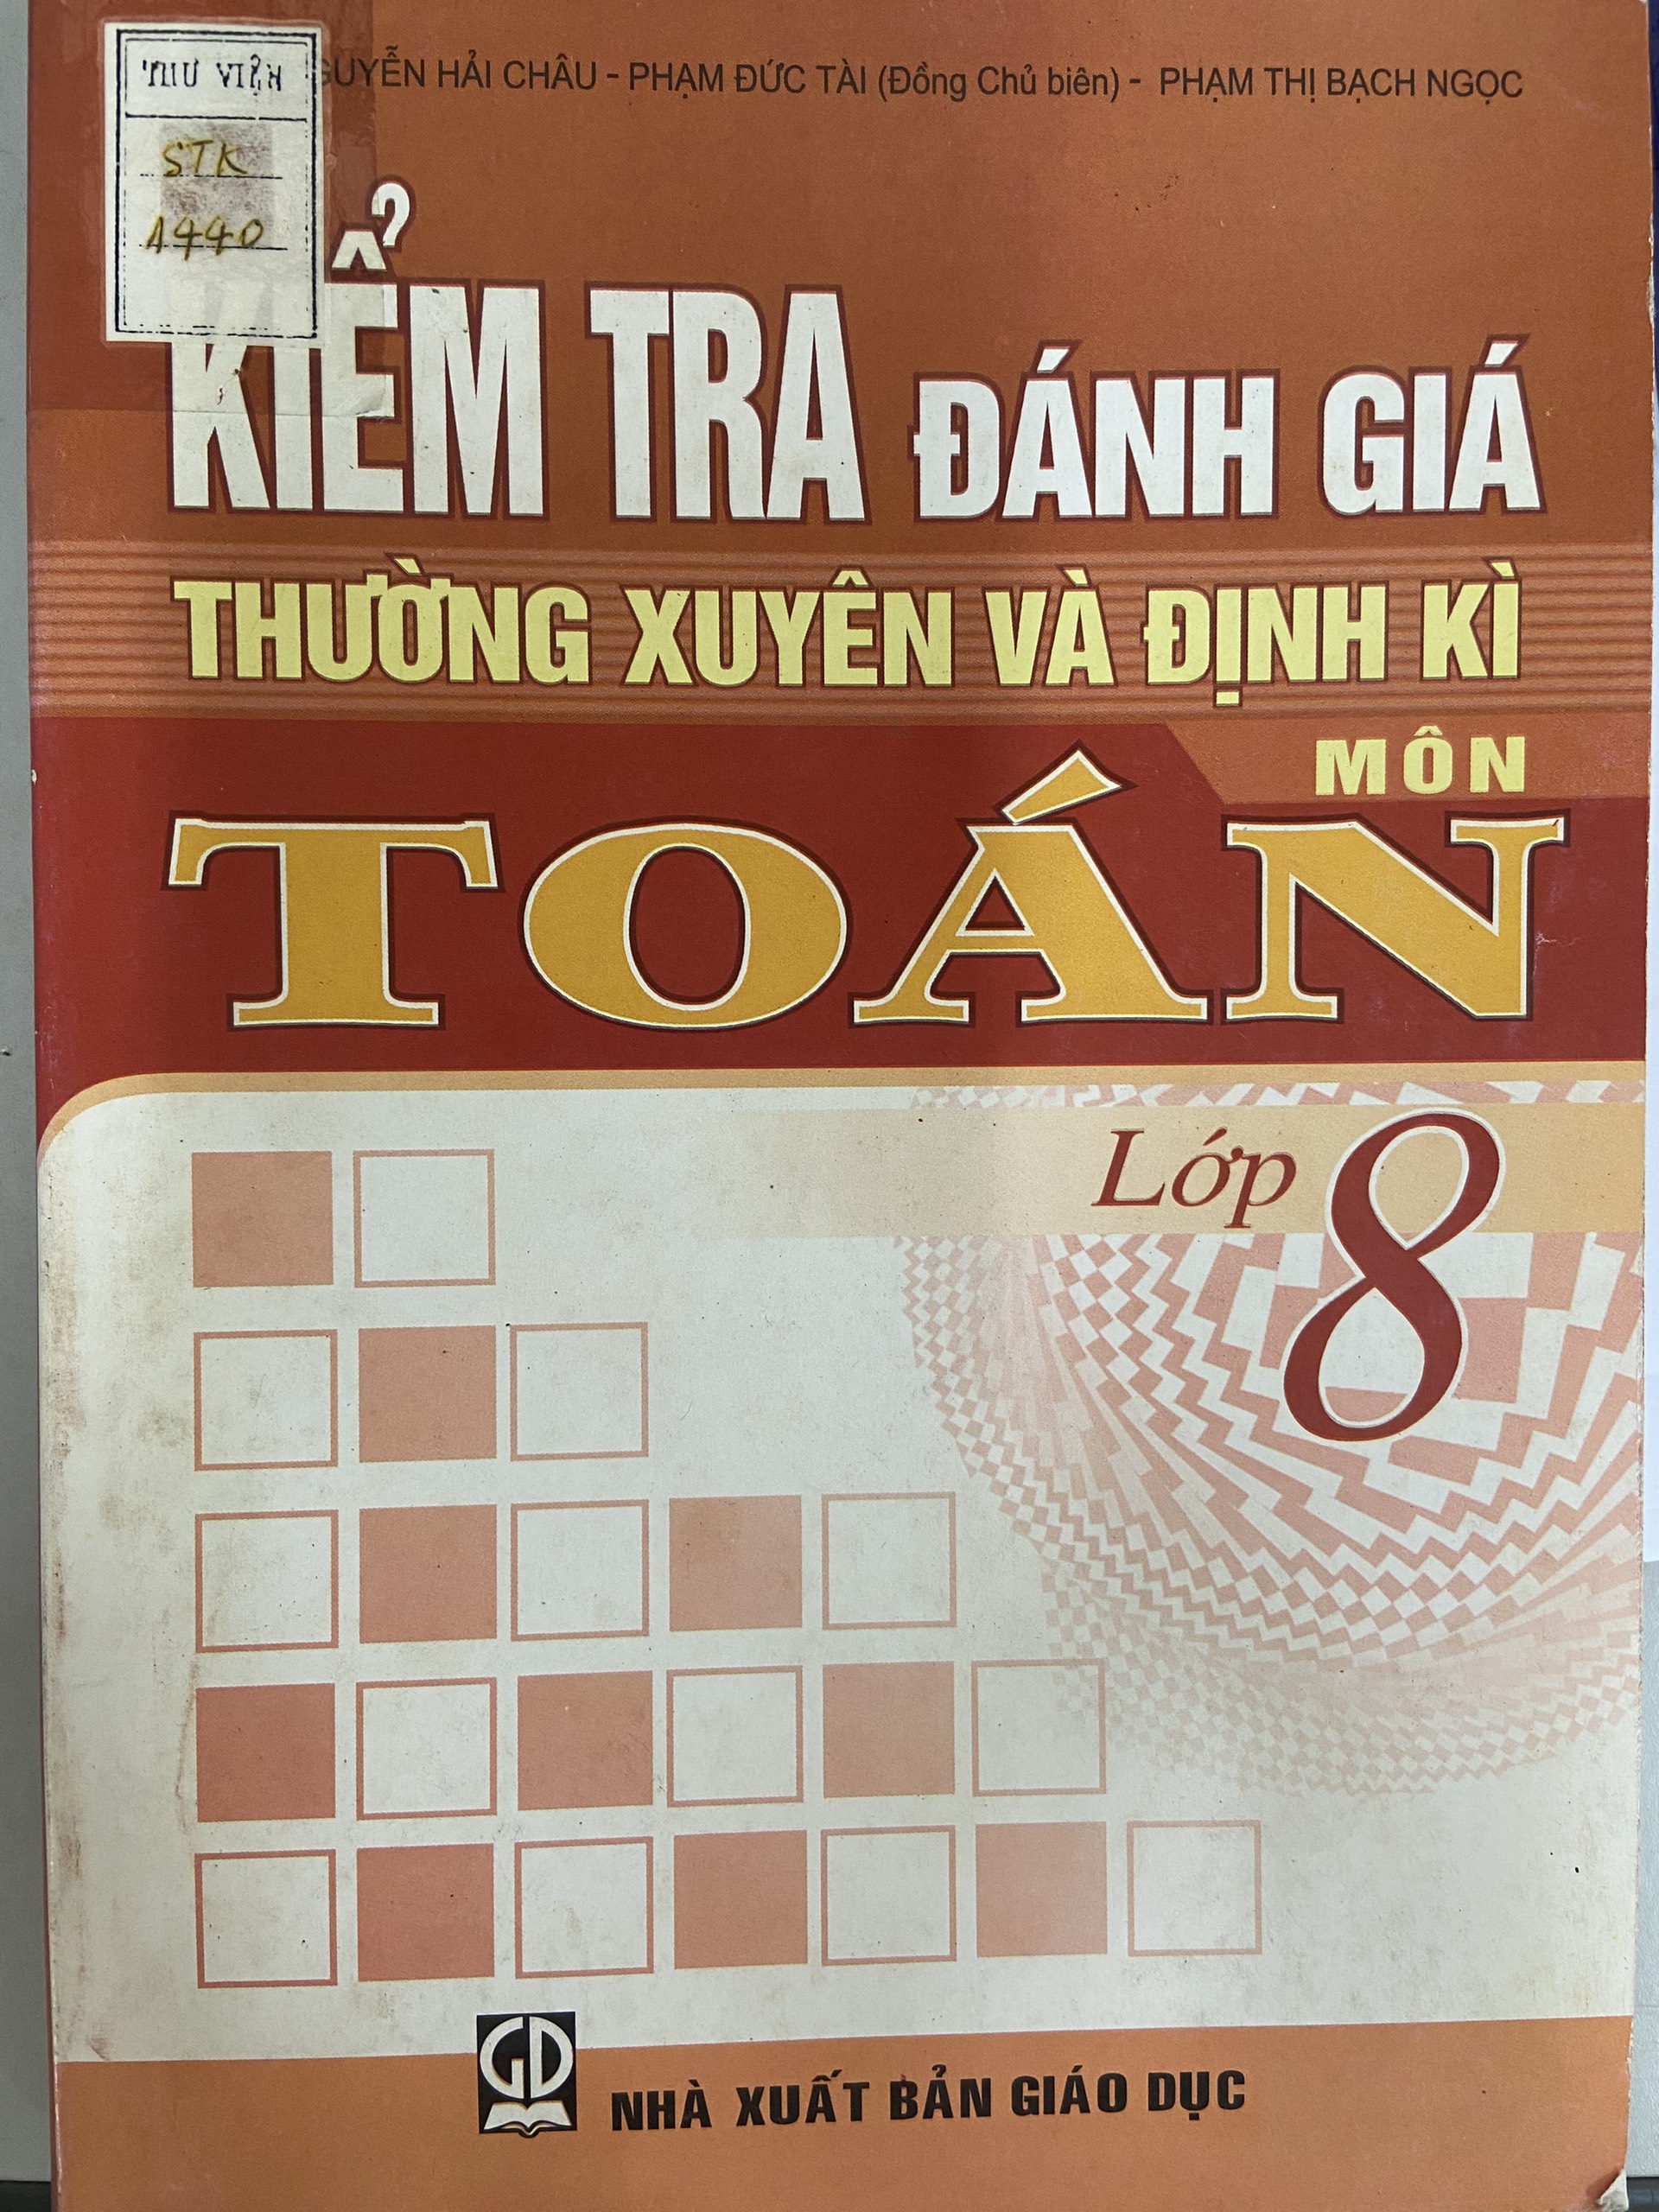 THƯ VIỆN
STK
A440
GUYỄN HẢI CHÂU - PHẠM ĐỨC TÀI (Đồng Chủ biên) - PHẠM THỊ BẠCH NGỌC
KIỂM TRA ĐÁNH GIÁ
THƯỜNG XUYÊN VÀ ĐỊNH KÌ
MÔN
TOÁN
Lớp 8
GD
NHÀ XUẤT BẢN GIÁO DỤC